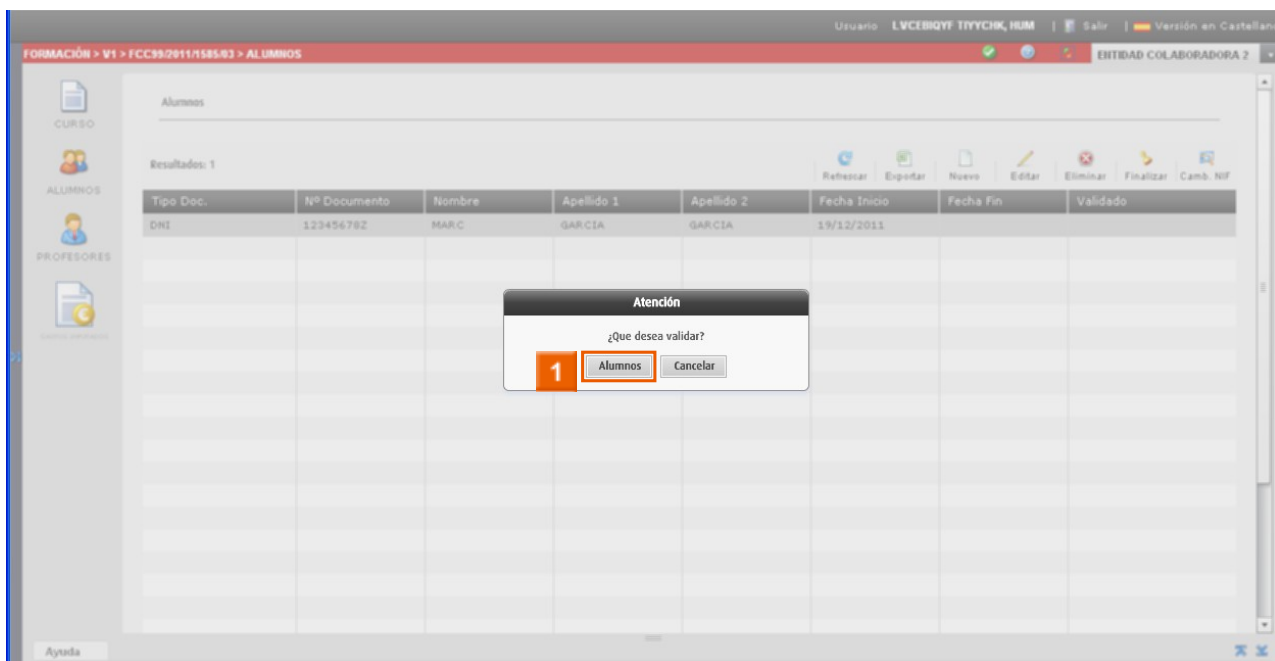 Usuario LVCEBIQYF TIYYCHK, HUM | Salir | Versión en Castellano
FORMACIÓN > V1 > FCC99/2011/1585/03 > ALUMNOS ENTIDAD COLABORADORA 2
CURSO
ALUMNOS
PROFESORES
Alumnos
Resultados: 1
Refrescar Exportar Nuevo Editar Eliminar Finalizar Camb. NIF
Tipo Doc. Nº Documento Nombre Apellido 1 Apellido 2 Fecha Inicio Fecha Fin Validado
DNI 12345678Z MARC GARCIA GARCIA 19/12/2011
Atención
¿Que desea validar?
1 Alumnos Cancelar
Ayuda